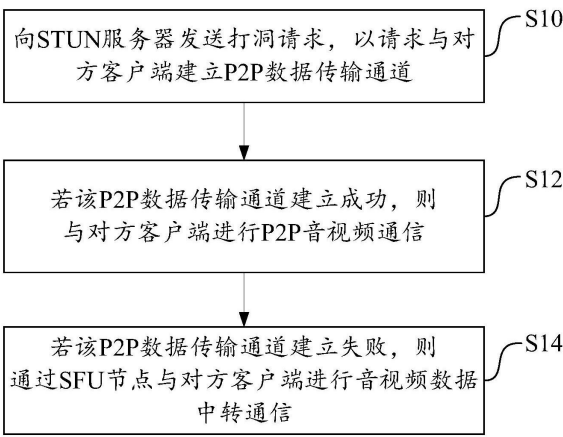 S10
向STUN服务器发送打洞请求，以请求与对
方客户端建立P2P数据传输通道
S12
若该P2P数据传输通道建立成功，则
与对方客户端进行P2P音视频通信
S14
若该P2P数据传输通道建立失败，则
通过SFU节点与对方客户端进行音视频数据
中转通信